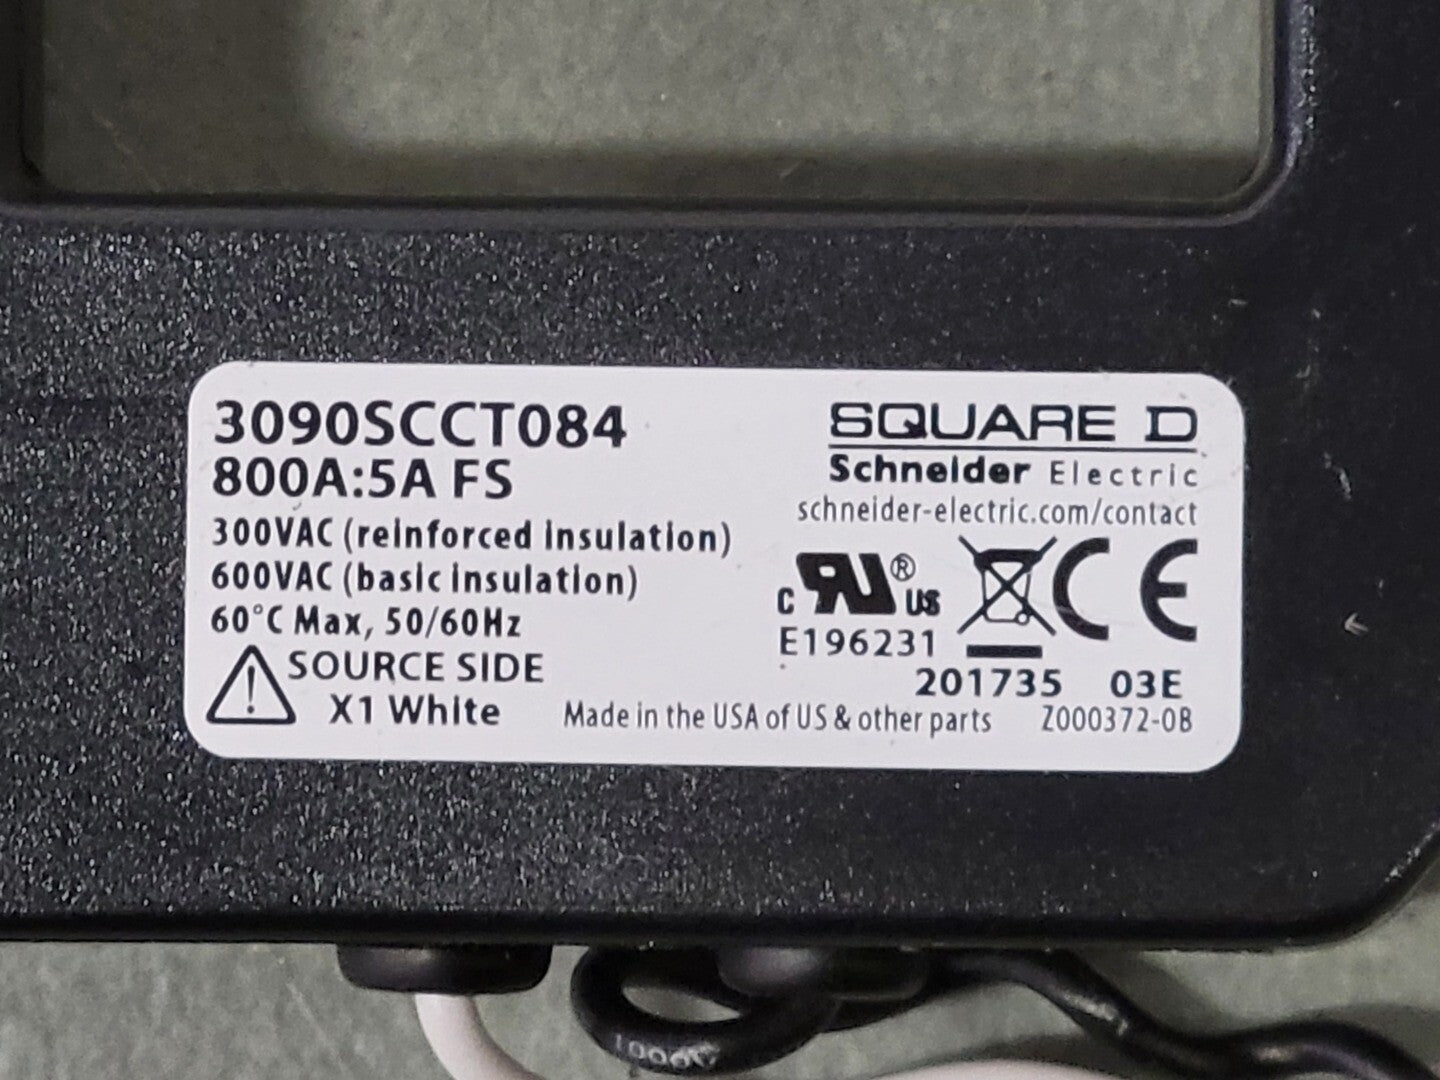 3090SCCT084
800A:5A FS
300VAC (reinforced insulation)
600VAC (basic insulation)
60°C Max, 50/60Hz
SOURCE SIDE
X1 White
SQUARE D
Schneider Electric
schneider-electric.com/contact
C RU® US
E196231
CE
201735 03E
Made in the USA of US & other parts Z000372-0B